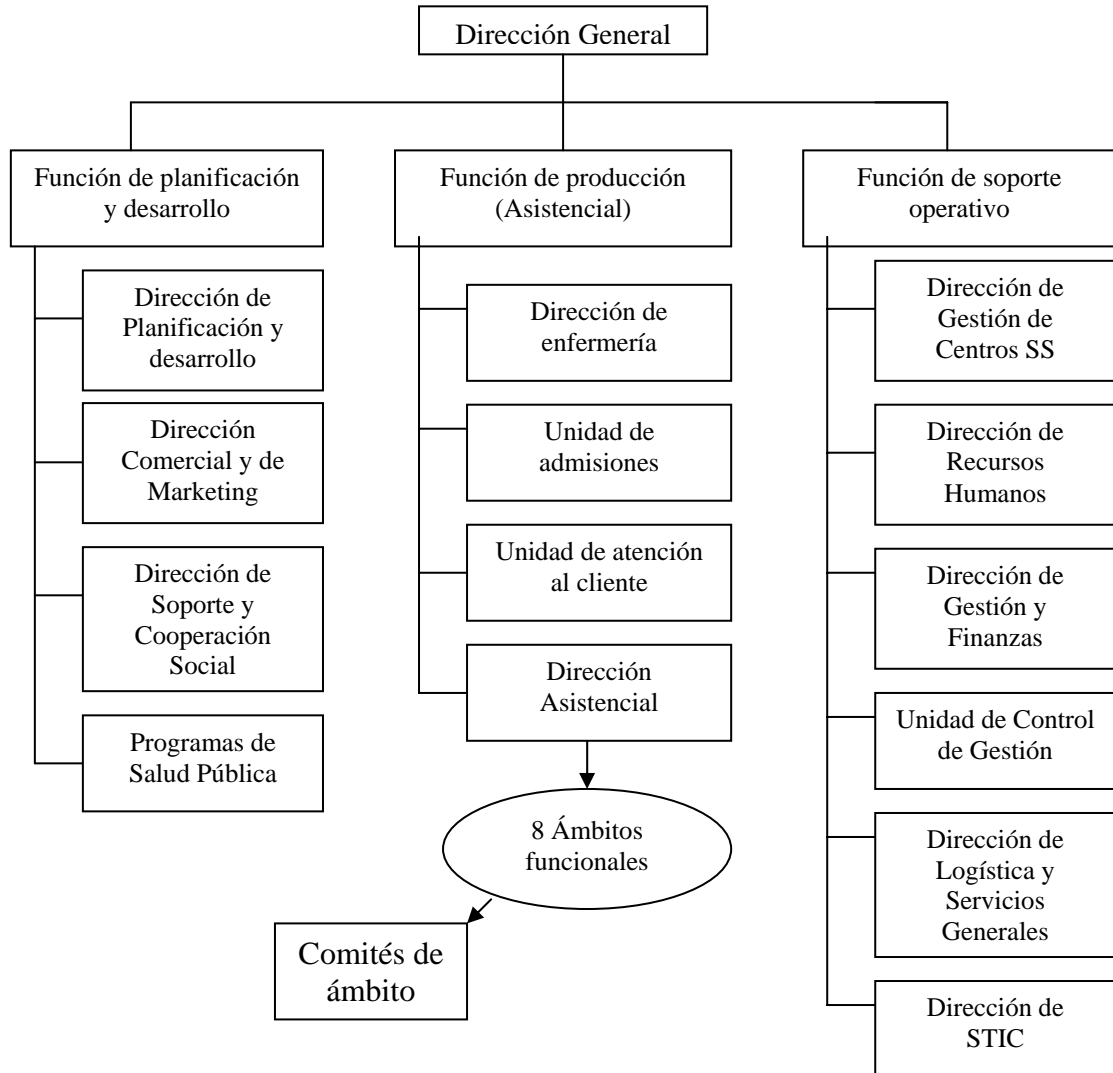 Dirección General
Función de planificación
y desarrollo
Dirección de
Planificación y
desarrollo
Dirección
Comercial y de
Marketing
Dirección de
Soporte y
Cooperación
Social
Programas de
Salud Pública
Función de producción
(Asistencial)
Dirección de
enfermería
Unidad de
admisiones
Unidad de atención
al cliente
Dirección
Asistencial
8 Ámbitos
funcionales
Comités de
ámbito
Función de soporte
operativo
Dirección de
Gestión de
Centros SS
Dirección de
Recursos
Humanos
Dirección de
Gestión y
Finanzas
Unidad de Control
de Gestión
Dirección de
Logística y
Servicios
Generales
Dirección de
STIC